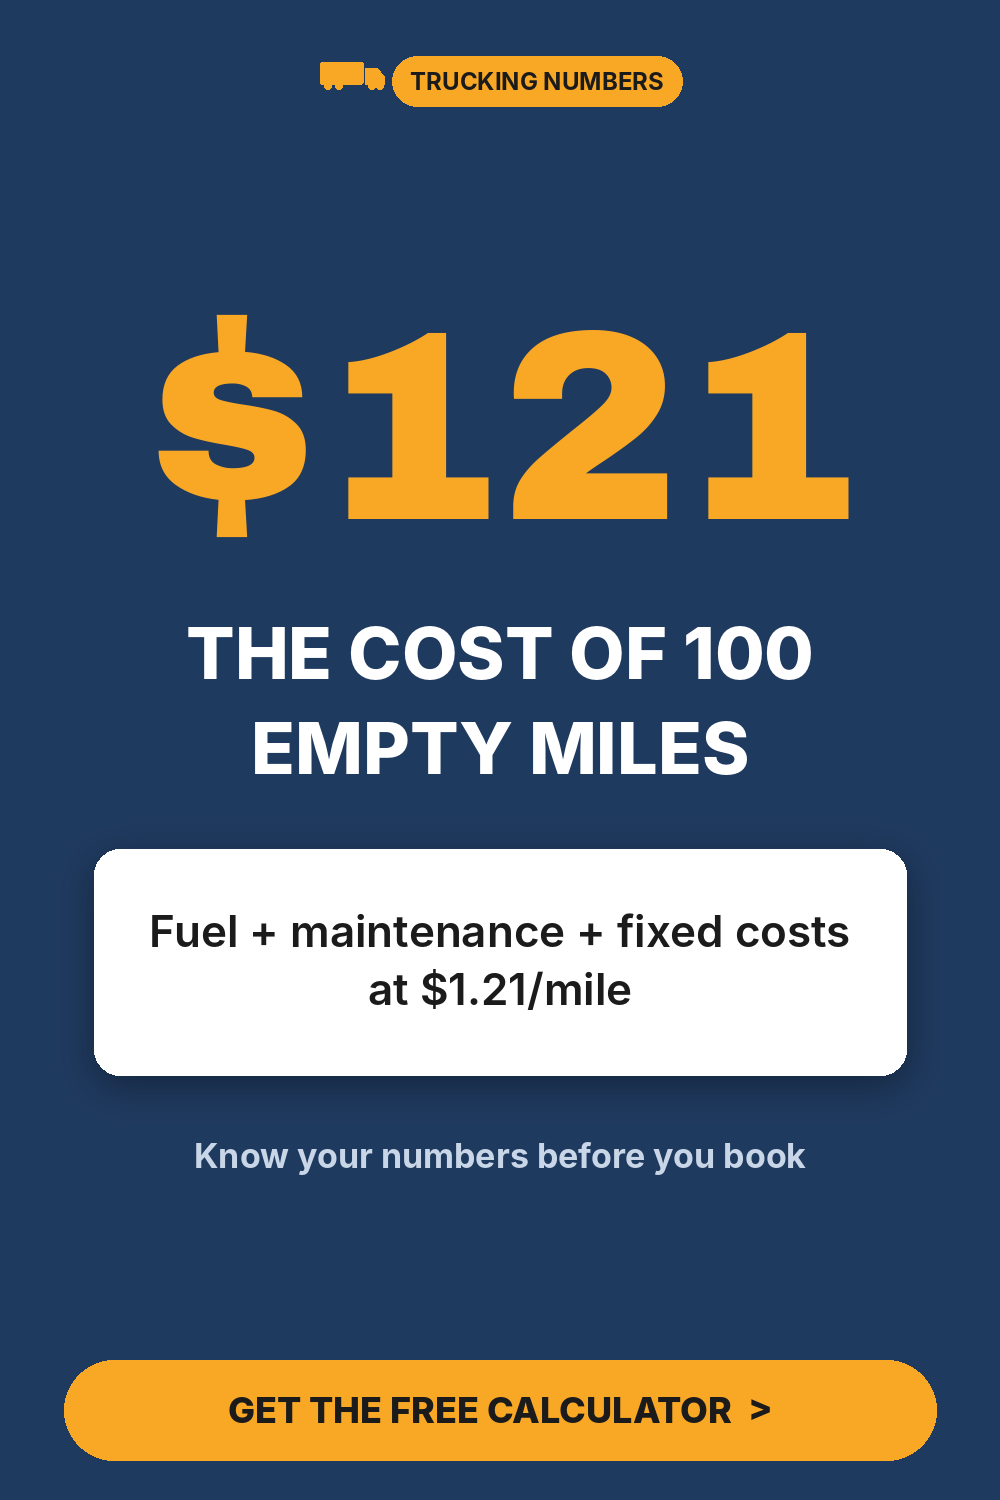 TRUCKING NUMBERS
$121
THE COST OF 100
EMPTY MILES
Fuel + maintenance + fixed costs
at $1.21/mile
Know your numbers before you book
GET THE FREE CALCULATOR >